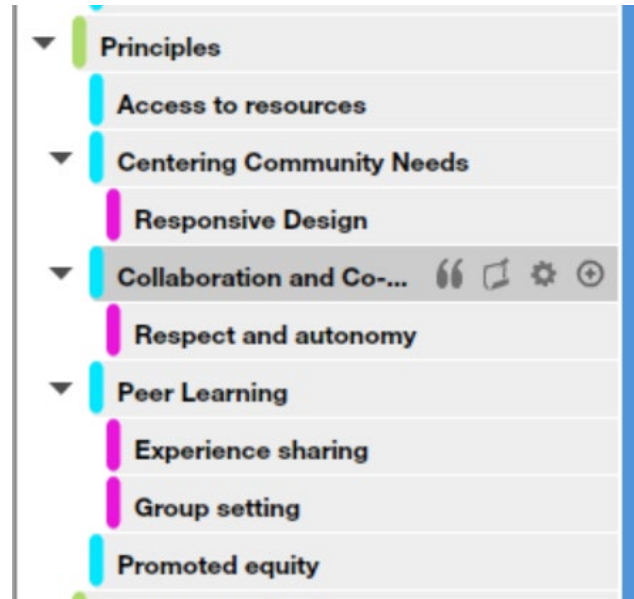 Principles
Access to resources
Centering Community Needs
Responsive Design
Collaboration and Co-...
Respect and autonomy
Peer Learning
Experience sharing
Group setting
Promoted equity